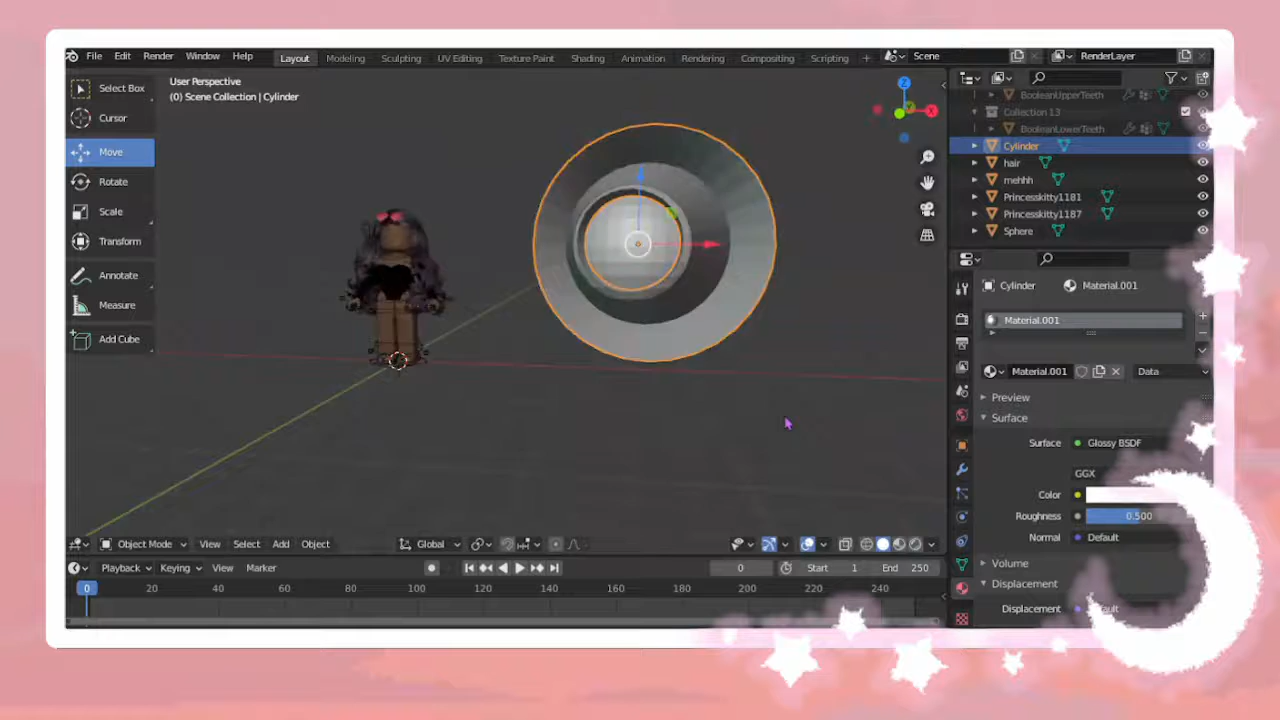 File Edit Render Window Help Layout Modeling Sculpting UV Editing Texture Paint Shading Animation Rendering Compositing Scripting + Scene RenderLayer
User Perspective
(0) Scene Collection | Cylinder
Select Box
Cursor
Move
Rotate
Scale
Transform
Annotate
Measure
Add Cube
Z
X
BooleanUpperTeeth
Collection 13
BooleanLowerTeeth
Cylinder
hair
mehhh
Princesskitty1181
Princesskitty1187
Sphere
Cylinder Material.001
Material.001
Material.001 Data
Preview
Surface
Surface Glossy BSDF
GGX
Color
Roughness 0.500
Normal Default
Volume
Displacement
Displacement
Object Mode View Select Add Object Global
Playback Keying View Marker 0 Start 1 End 250
0 20 40 60 80 100 120 140 160 180 200 220 240